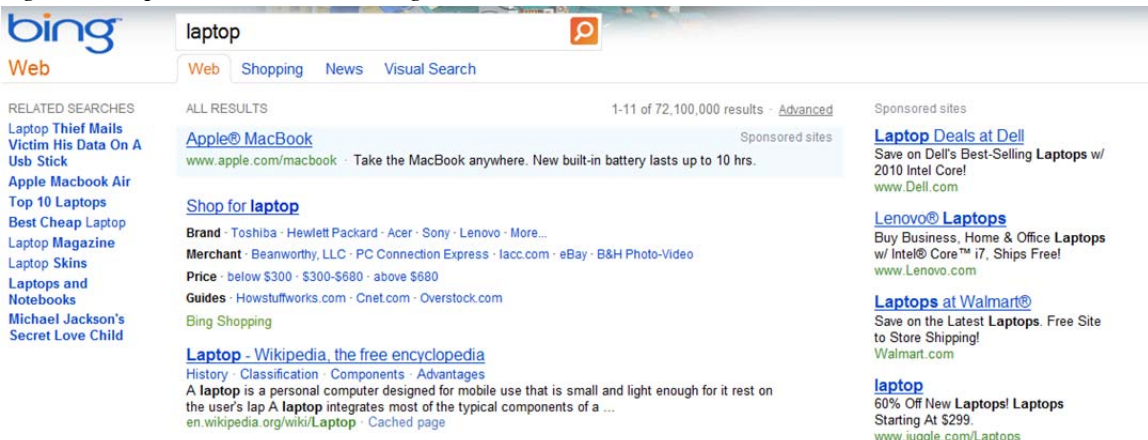 bing
laptop
Web
Web Shopping News Visual Search
RELATED SEARCHES
Laptop Thief Mails
Victim His Data On A
Usb Stick
Apple Macbook Air
Top 10 Laptops
Best Cheap Laptop
Laptop Magazine
Laptop Skins
Laptops and
Notebooks
Michael Jackson's
Secret Love Child
ALL RESULTS
1-11 of 72,100,000 results · Advanced
Apple® MacBook
Sponsored sites
www.apple.com/macbook · Take the MacBook anywhere. New built-in battery lasts up to 10 hrs.
Shop for laptop
Brand · Toshiba · Hewlett Packard · Acer · Sony · Lenovo · More...
Merchant · Beanworthy, LLC · PC Connection Express · Iacc.com · eBay · B&H Photo-Video
Price · below $300 · $300-$680 · above $680
Guides · Howstuffworks.com · Cnet.com · Overstock.com
Bing Shopping
Laptop - Wikipedia, the free encyclopedia
History · Classification · Components · Advantages
A laptop is a personal computer designed for mobile use that is small and light enough for it rest on
the user's lap A laptop integrates most of the typical components of a ...
en.wikipedia.org/wiki/Laptop · Cached page
Sponsored sites
Laptop Deals at Dell
Save on Dell's Best-Selling Laptops w/
2010 Intel Core!
www.Dell.com
Lenovo® Laptops
Buy Business, Home & Office Laptops
w/ Intel® Core™ i7, Ships Free!
www.Lenovo.com
Laptops at Walmart®
Save on the Latest Laptops. Free Site
to Store Shipping!
Walmart.com
laptop
60% Off New Laptops! Laptops
Starting At $299.
www.juggle.com/Laptops